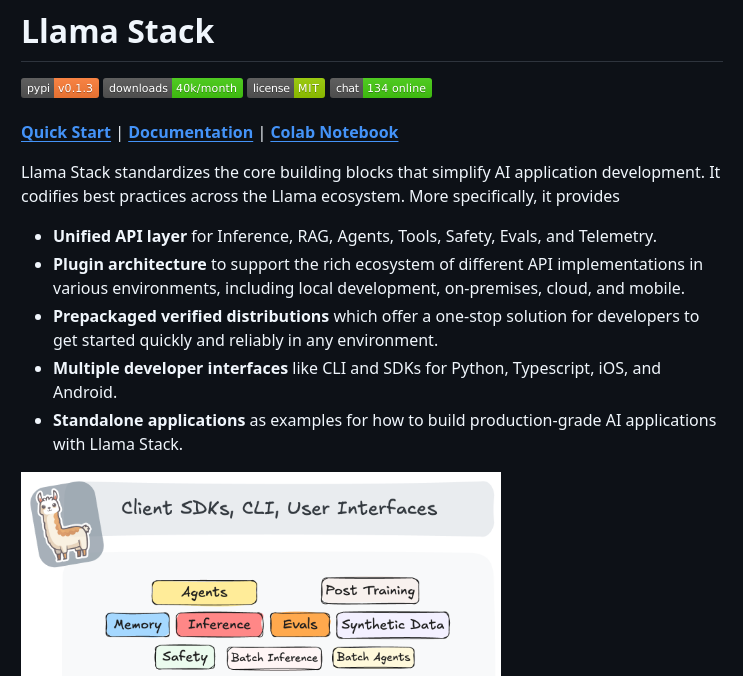 Llama Stack
pypi v0.1.3 downloads 40k/month license MIT chat 134 online
Quick Start | Documentation | Colab Notebook
Llama Stack standardizes the core building blocks that simplify AI application development. It
codifies best practices across the Llama ecosystem. More specifically, it provides
• Unified API layer for Inference, RAG, Agents, Tools, Safety, Evals, and Telemetry.
• Plugin architecture to support the rich ecosystem of different API implementations in
various environments, including local development, on-premises, cloud, and mobile.
• Prepackaged verified distributions which offer a one-stop solution for developers to
get started quickly and reliably in any environment.
• Multiple developer interfaces like CLI and SDKs for Python, Typescript, iOS, and
Android.
• Standalone applications as examples for how to build production-grade AI applications
with Llama Stack.
Client SDKs, CLI, User Interfaces
Agents Post Training
Memory Inference Evals Synthetic Data
Safety Batch Inference Batch Agents